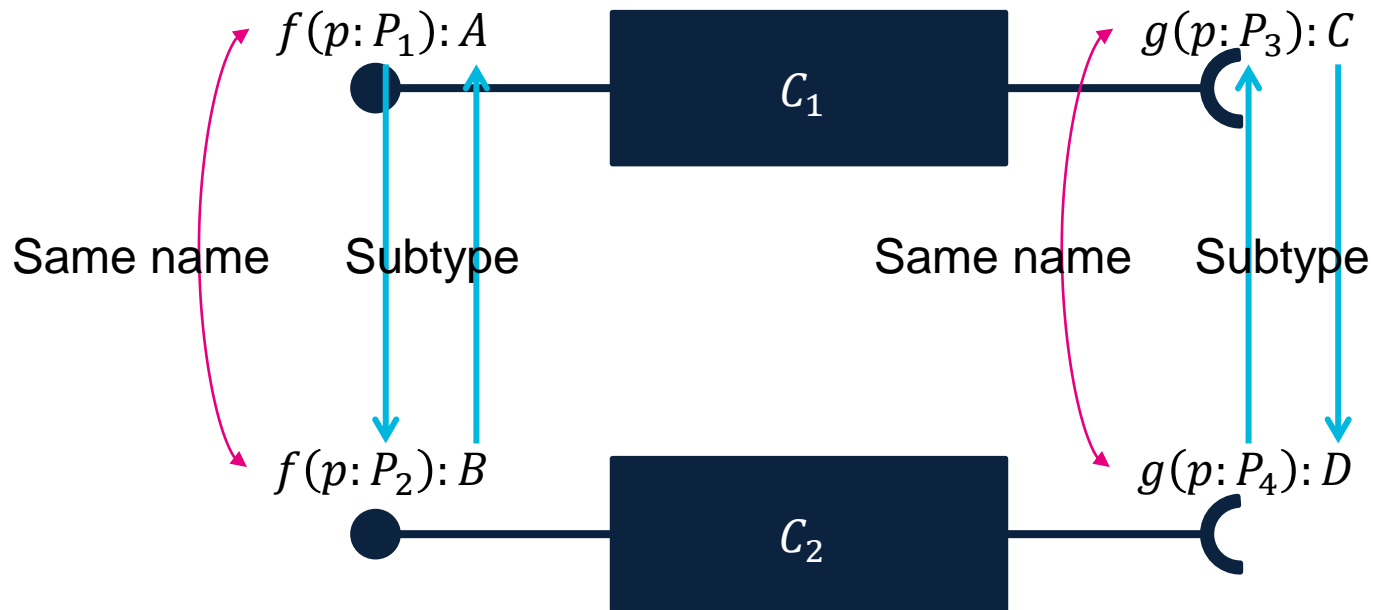 f(p: P₁): A
g(p: P₃): C
C₁
Same name
Subtype
Same name
Subtype
f(p: P₂): B
g(p: P₄): D
C₂